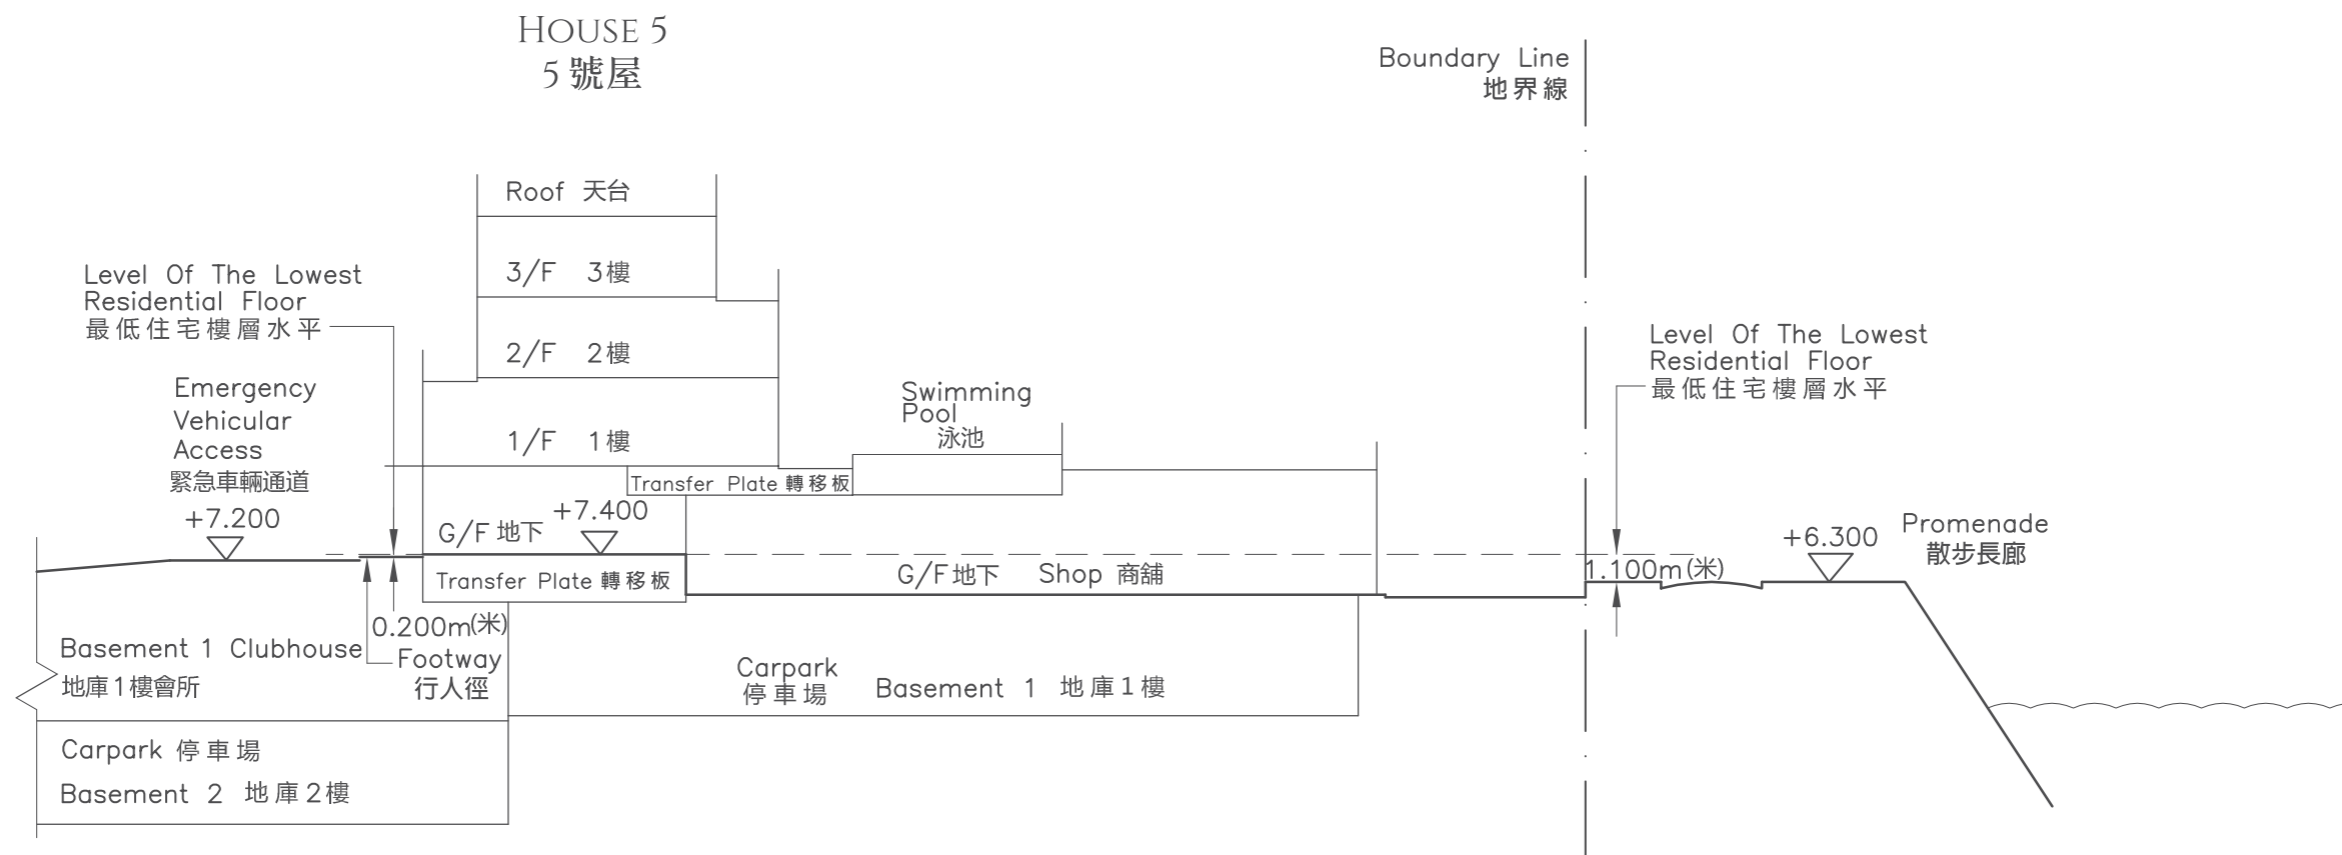 HOUSE 5
5 號屋
Boundary Line
地界線
Roof 天台
3/F 3樓
Level Of The Lowest
Residential Floor
最低住宅樓層水平
2/F 2樓
Level Of The Lowest
Residential Floor
最低住宅樓層水平
Emergency
Vehicular
Access
緊急車輛通道
1/F 1樓
Swimming
Pool
泳池
Transfer Plate 轉移板
+7.200
G/F 地下
+7.400
+6.300
Promenade
散步長廊
Transfer Plate 轉移板
G/F 地下 Shop 商舖
1.100m(米)
0.200m(米)
Footway
行人徑
Basement 1 Clubhouse
地庫1樓會所
Carpark
停車場
Basement 1 地庫1樓
Carpark 停車場
Basement 2 地庫2樓